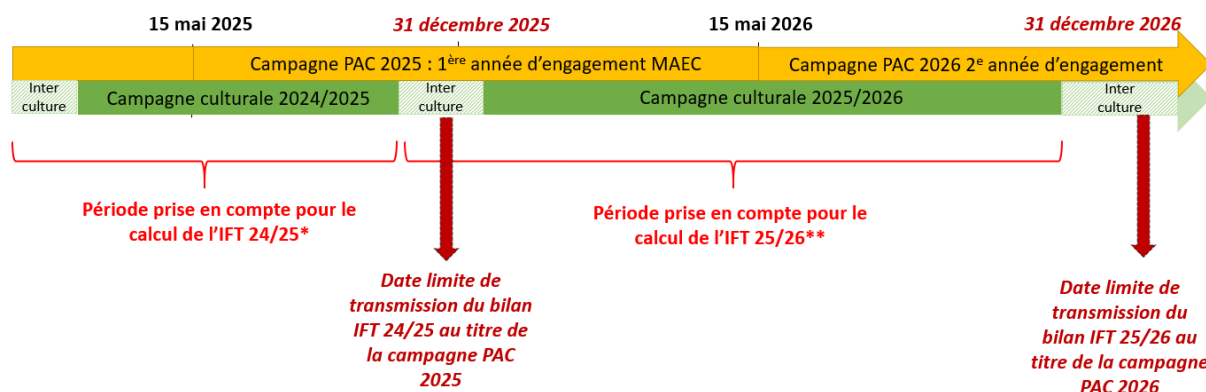 15 mai 2025
31 décembre 2025
15 mai 2026
31 décembre 2026
Campagne PAC 2025 : 1ère année d’engagement MAEC
Campagne PAC 2026 2e année d’engagement
Inter
culture
Campagne culturale 2024/2025
Inter
culture
Campagne culturale 2025/2026
Inter
culture
Période prise en compte pour le
calcul de l’IFT 24/25*
Période prise en compte pour le
calcul de l’IFT 25/26**
Date limite de
transmission du bilan
IFT 24/25 au titre de
la campagne PAC
2025
Date limite de
transmission du
bilan IFT 25/26 au
titre de la campagne
PAC 2026